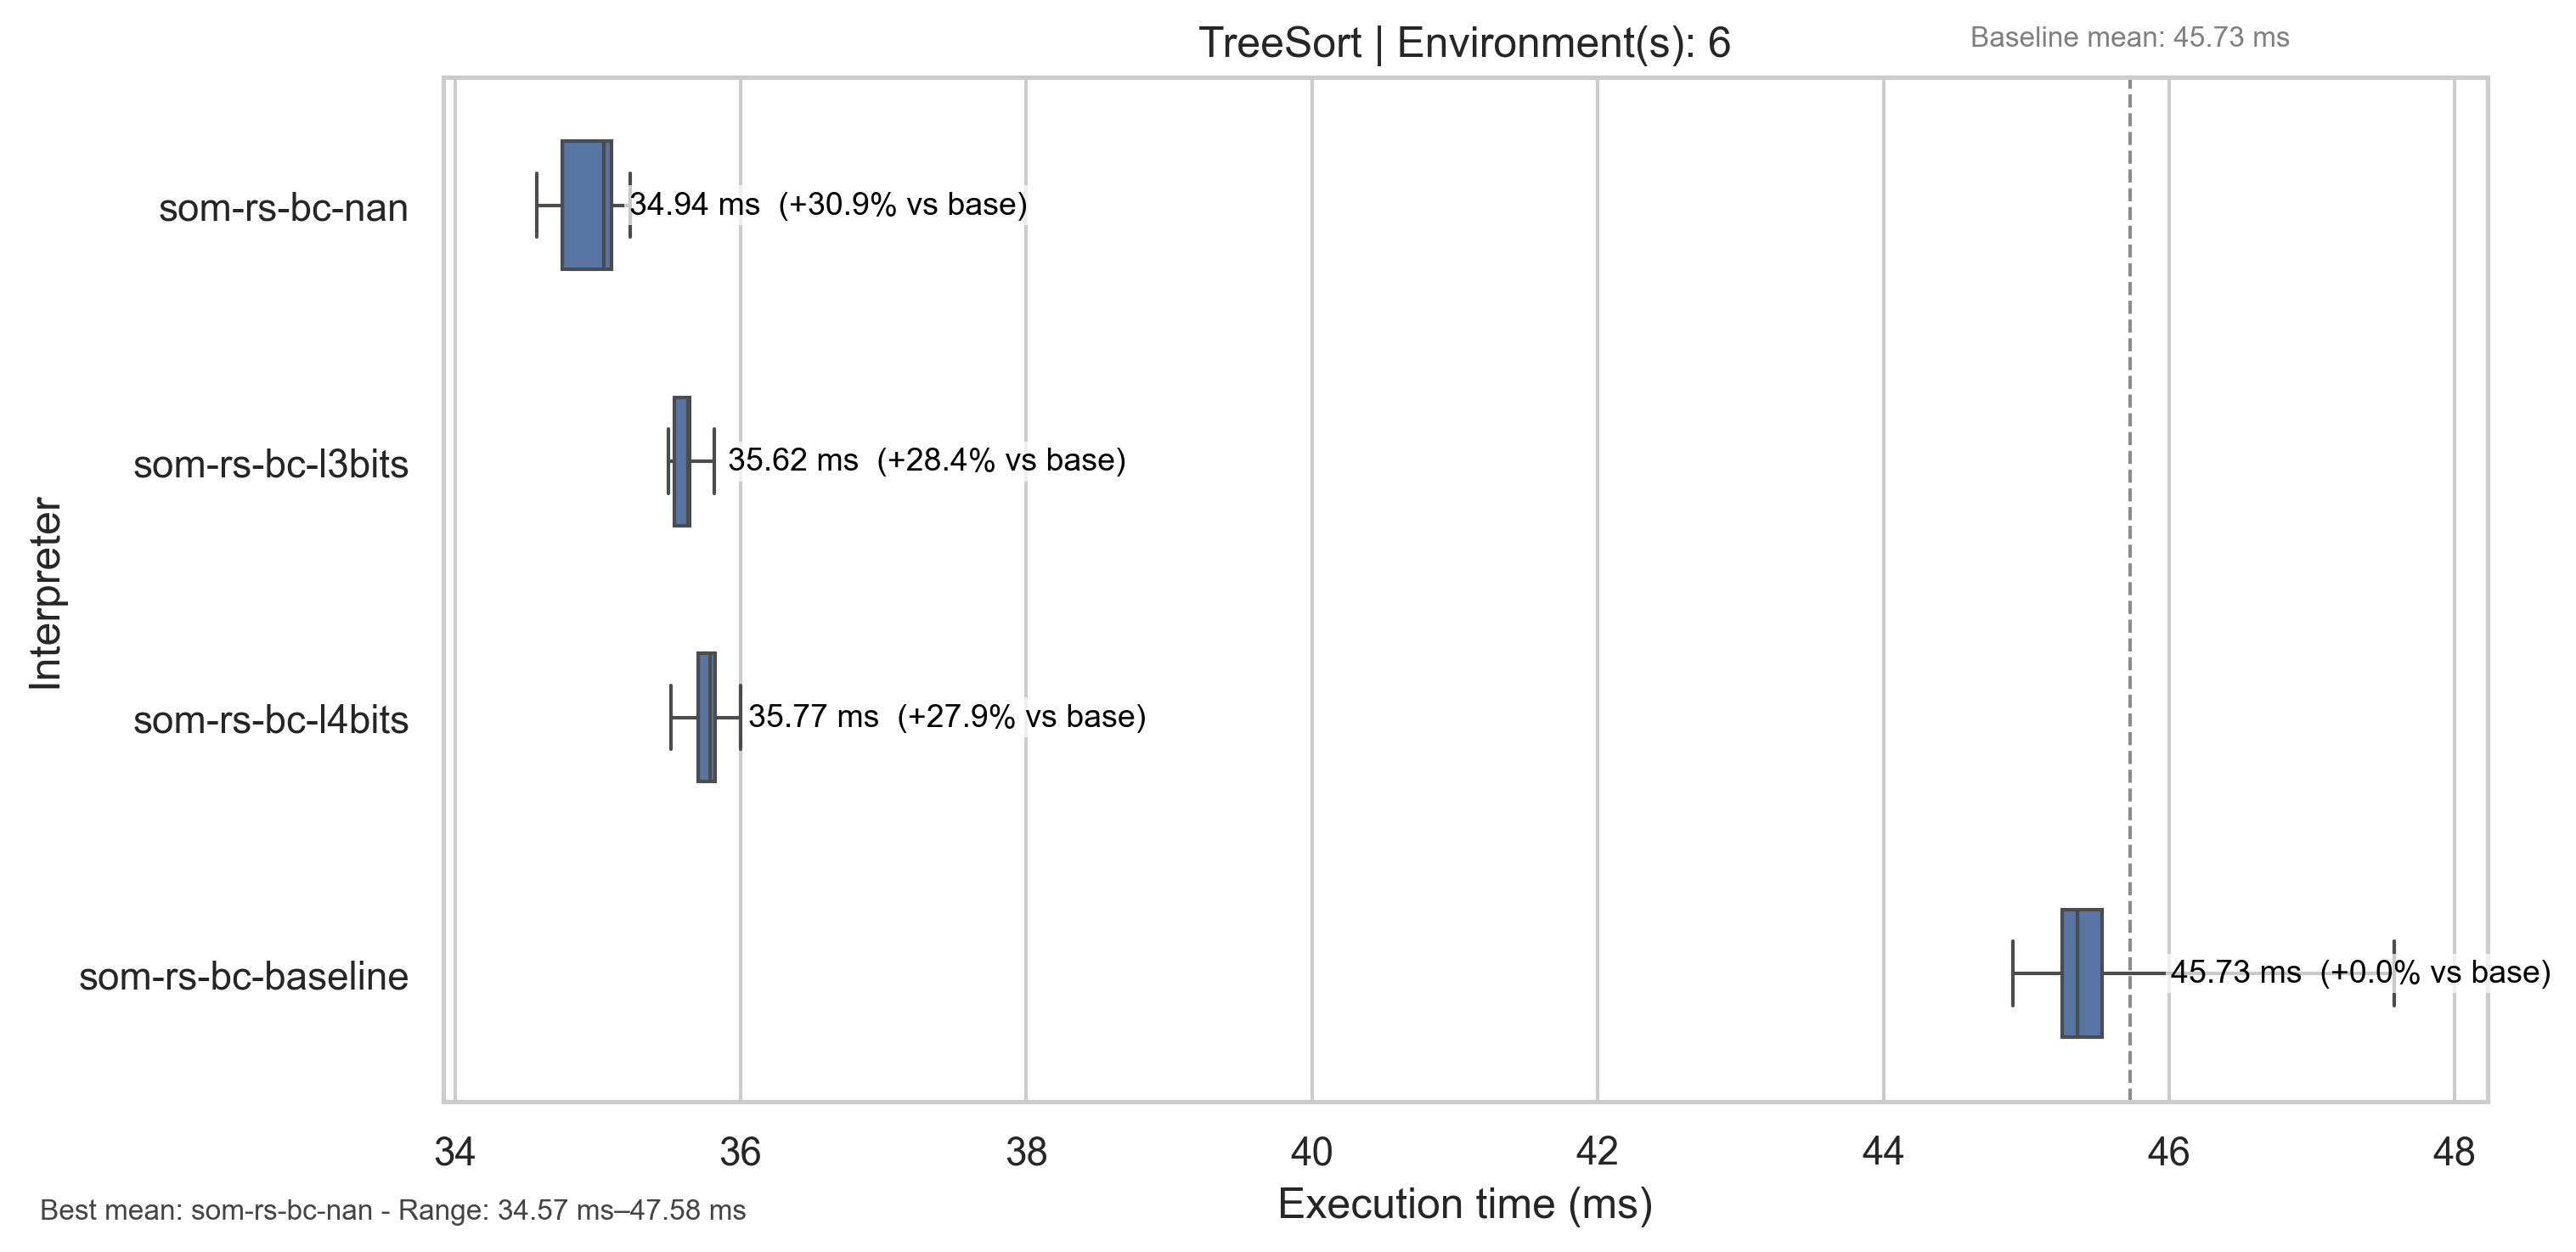 TreeSort | Environment(s): 6
Baseline mean: 45.73 ms
som-rs-bc-nan
34.94 ms  (+30.9% vs base)
som-rs-bc-l3bits
35.62 ms  (+28.4% vs base)
som-rs-bc-l4bits
35.77 ms  (+27.9% vs base)
som-rs-bc-baseline
45.73 ms  (+0.0% vs base)
Interpreter
34 36 38 40 42 44 46 48
Execution time (ms)
Best mean: som-rs-bc-nan - Range: 34.57 ms–47.58 ms